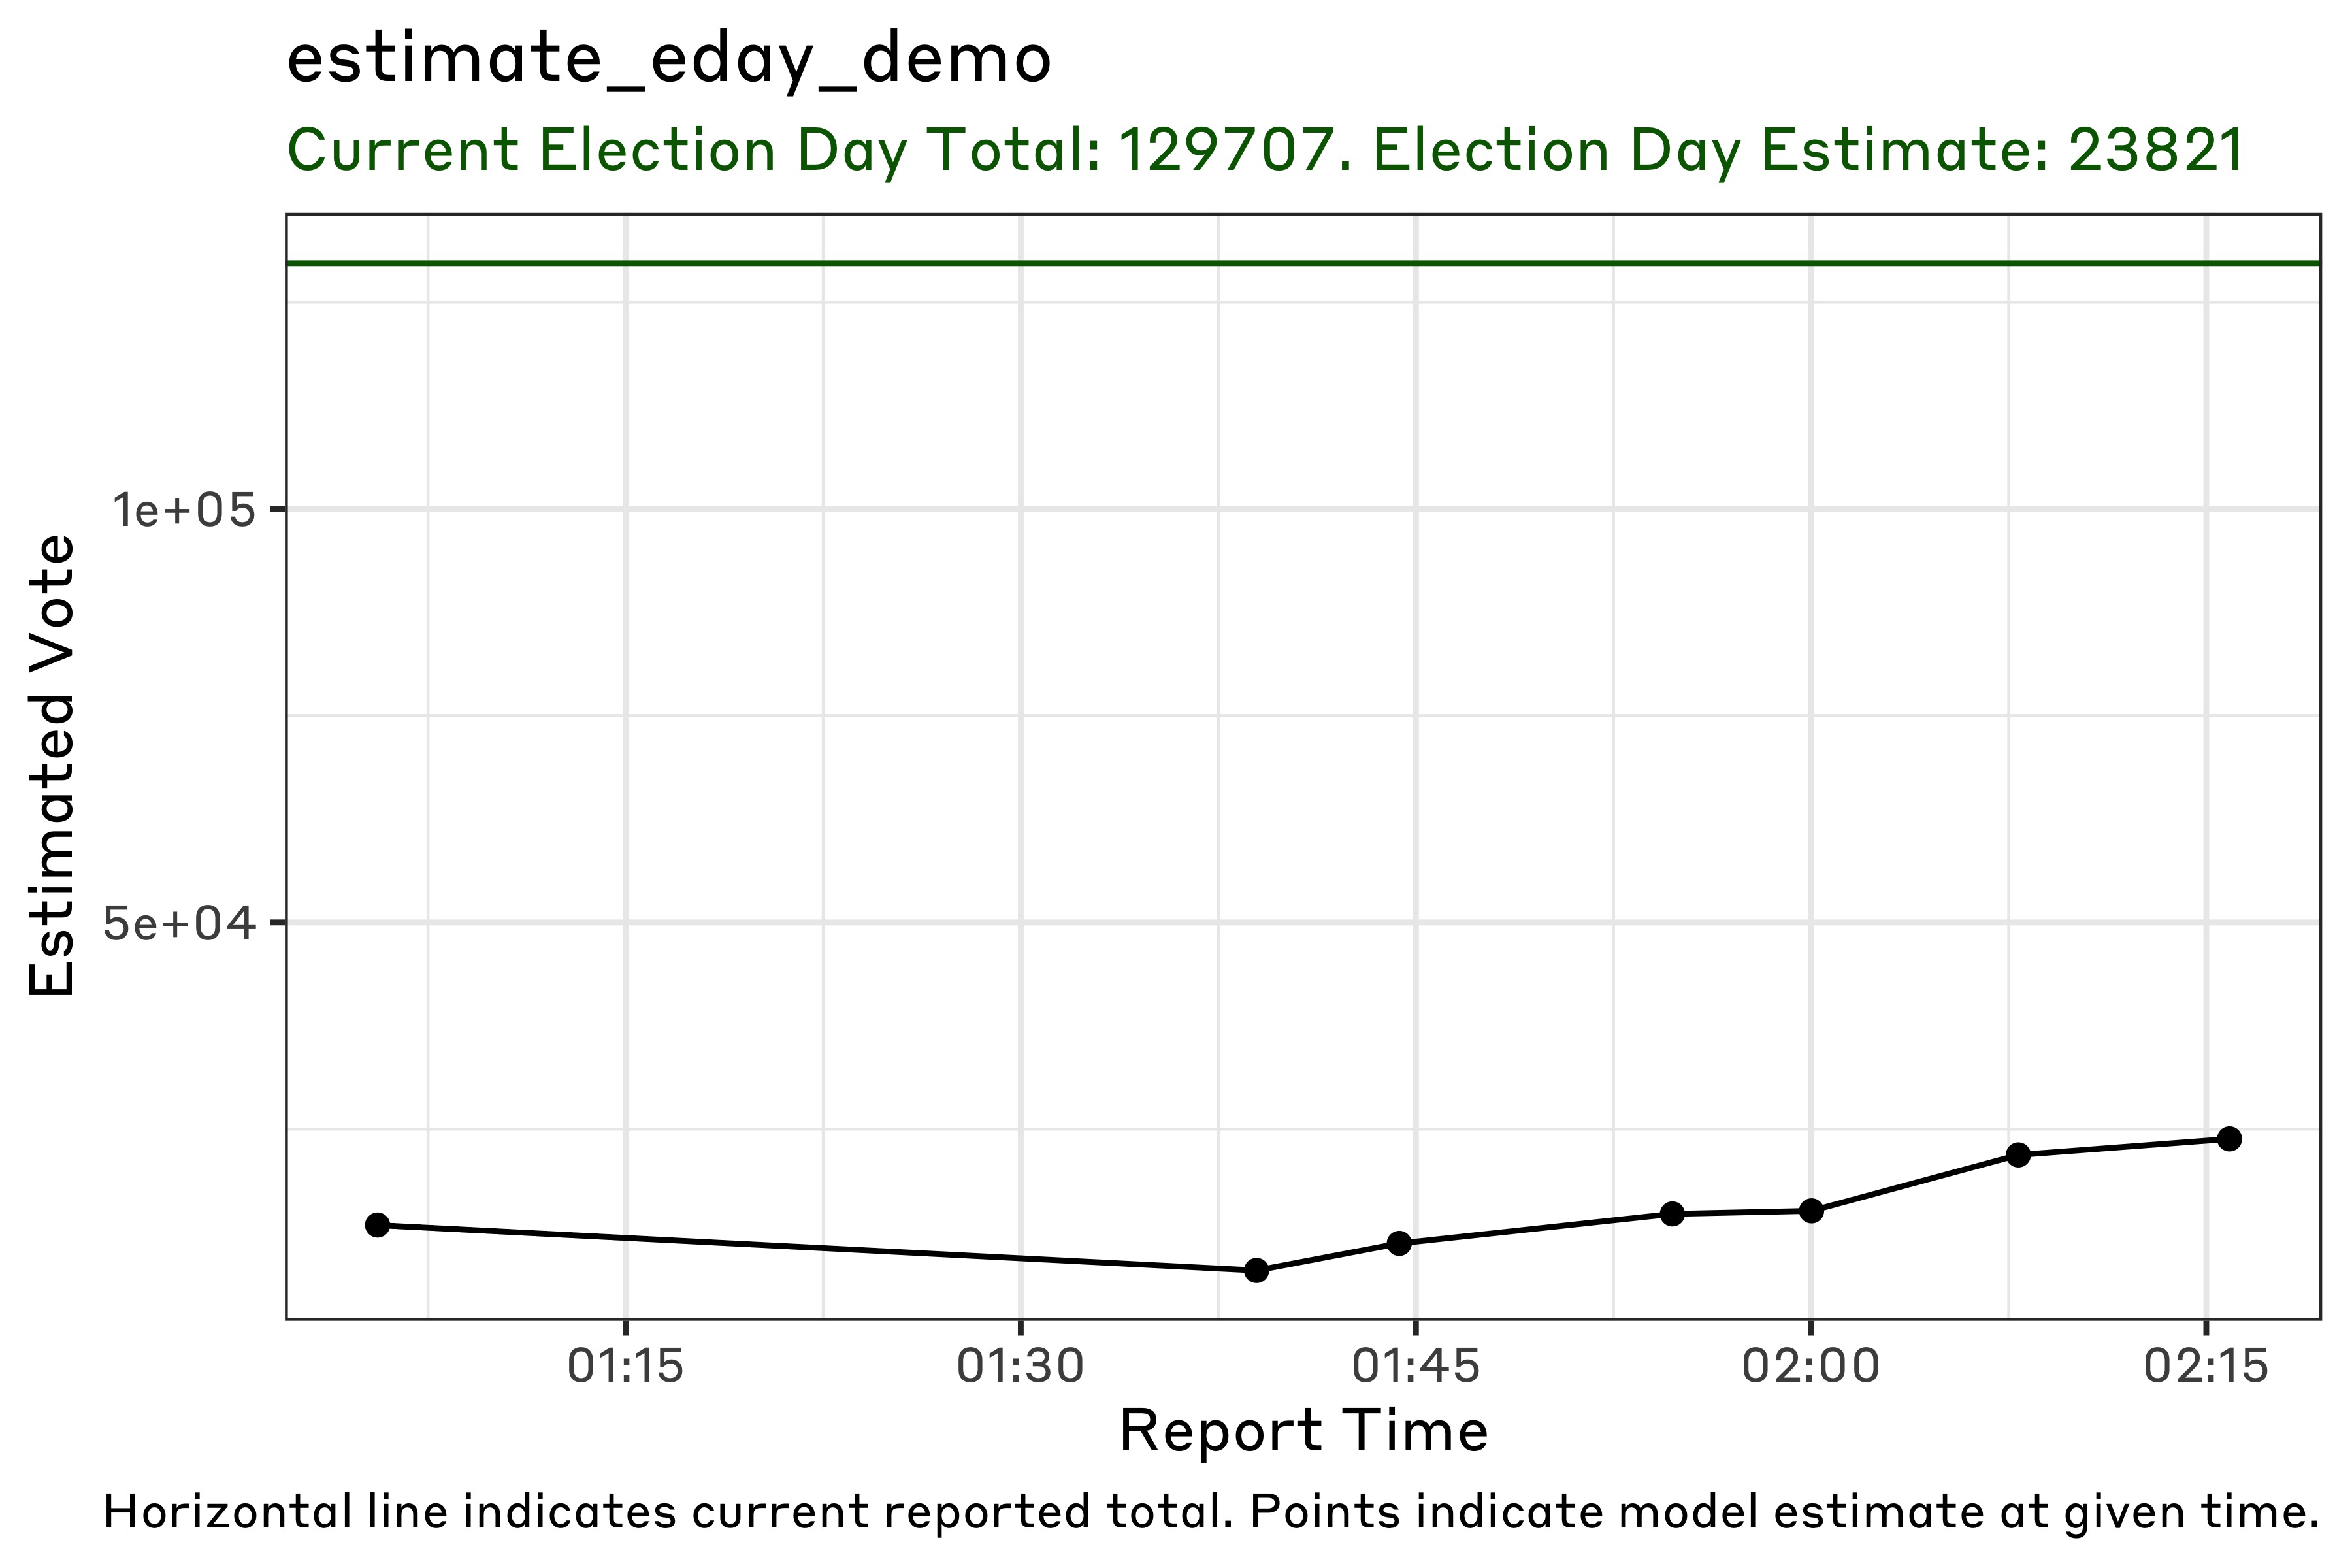 estimate_eday_demo
Current Election Day Total: 129707. Election Day Estimate: 23821
1e+05
Estimated Vote
5e+04
01:15 01:30 01:45 02:00 02:15
Report Time
Horizontal line indicates current reported total. Points indicate model estimate at given time.